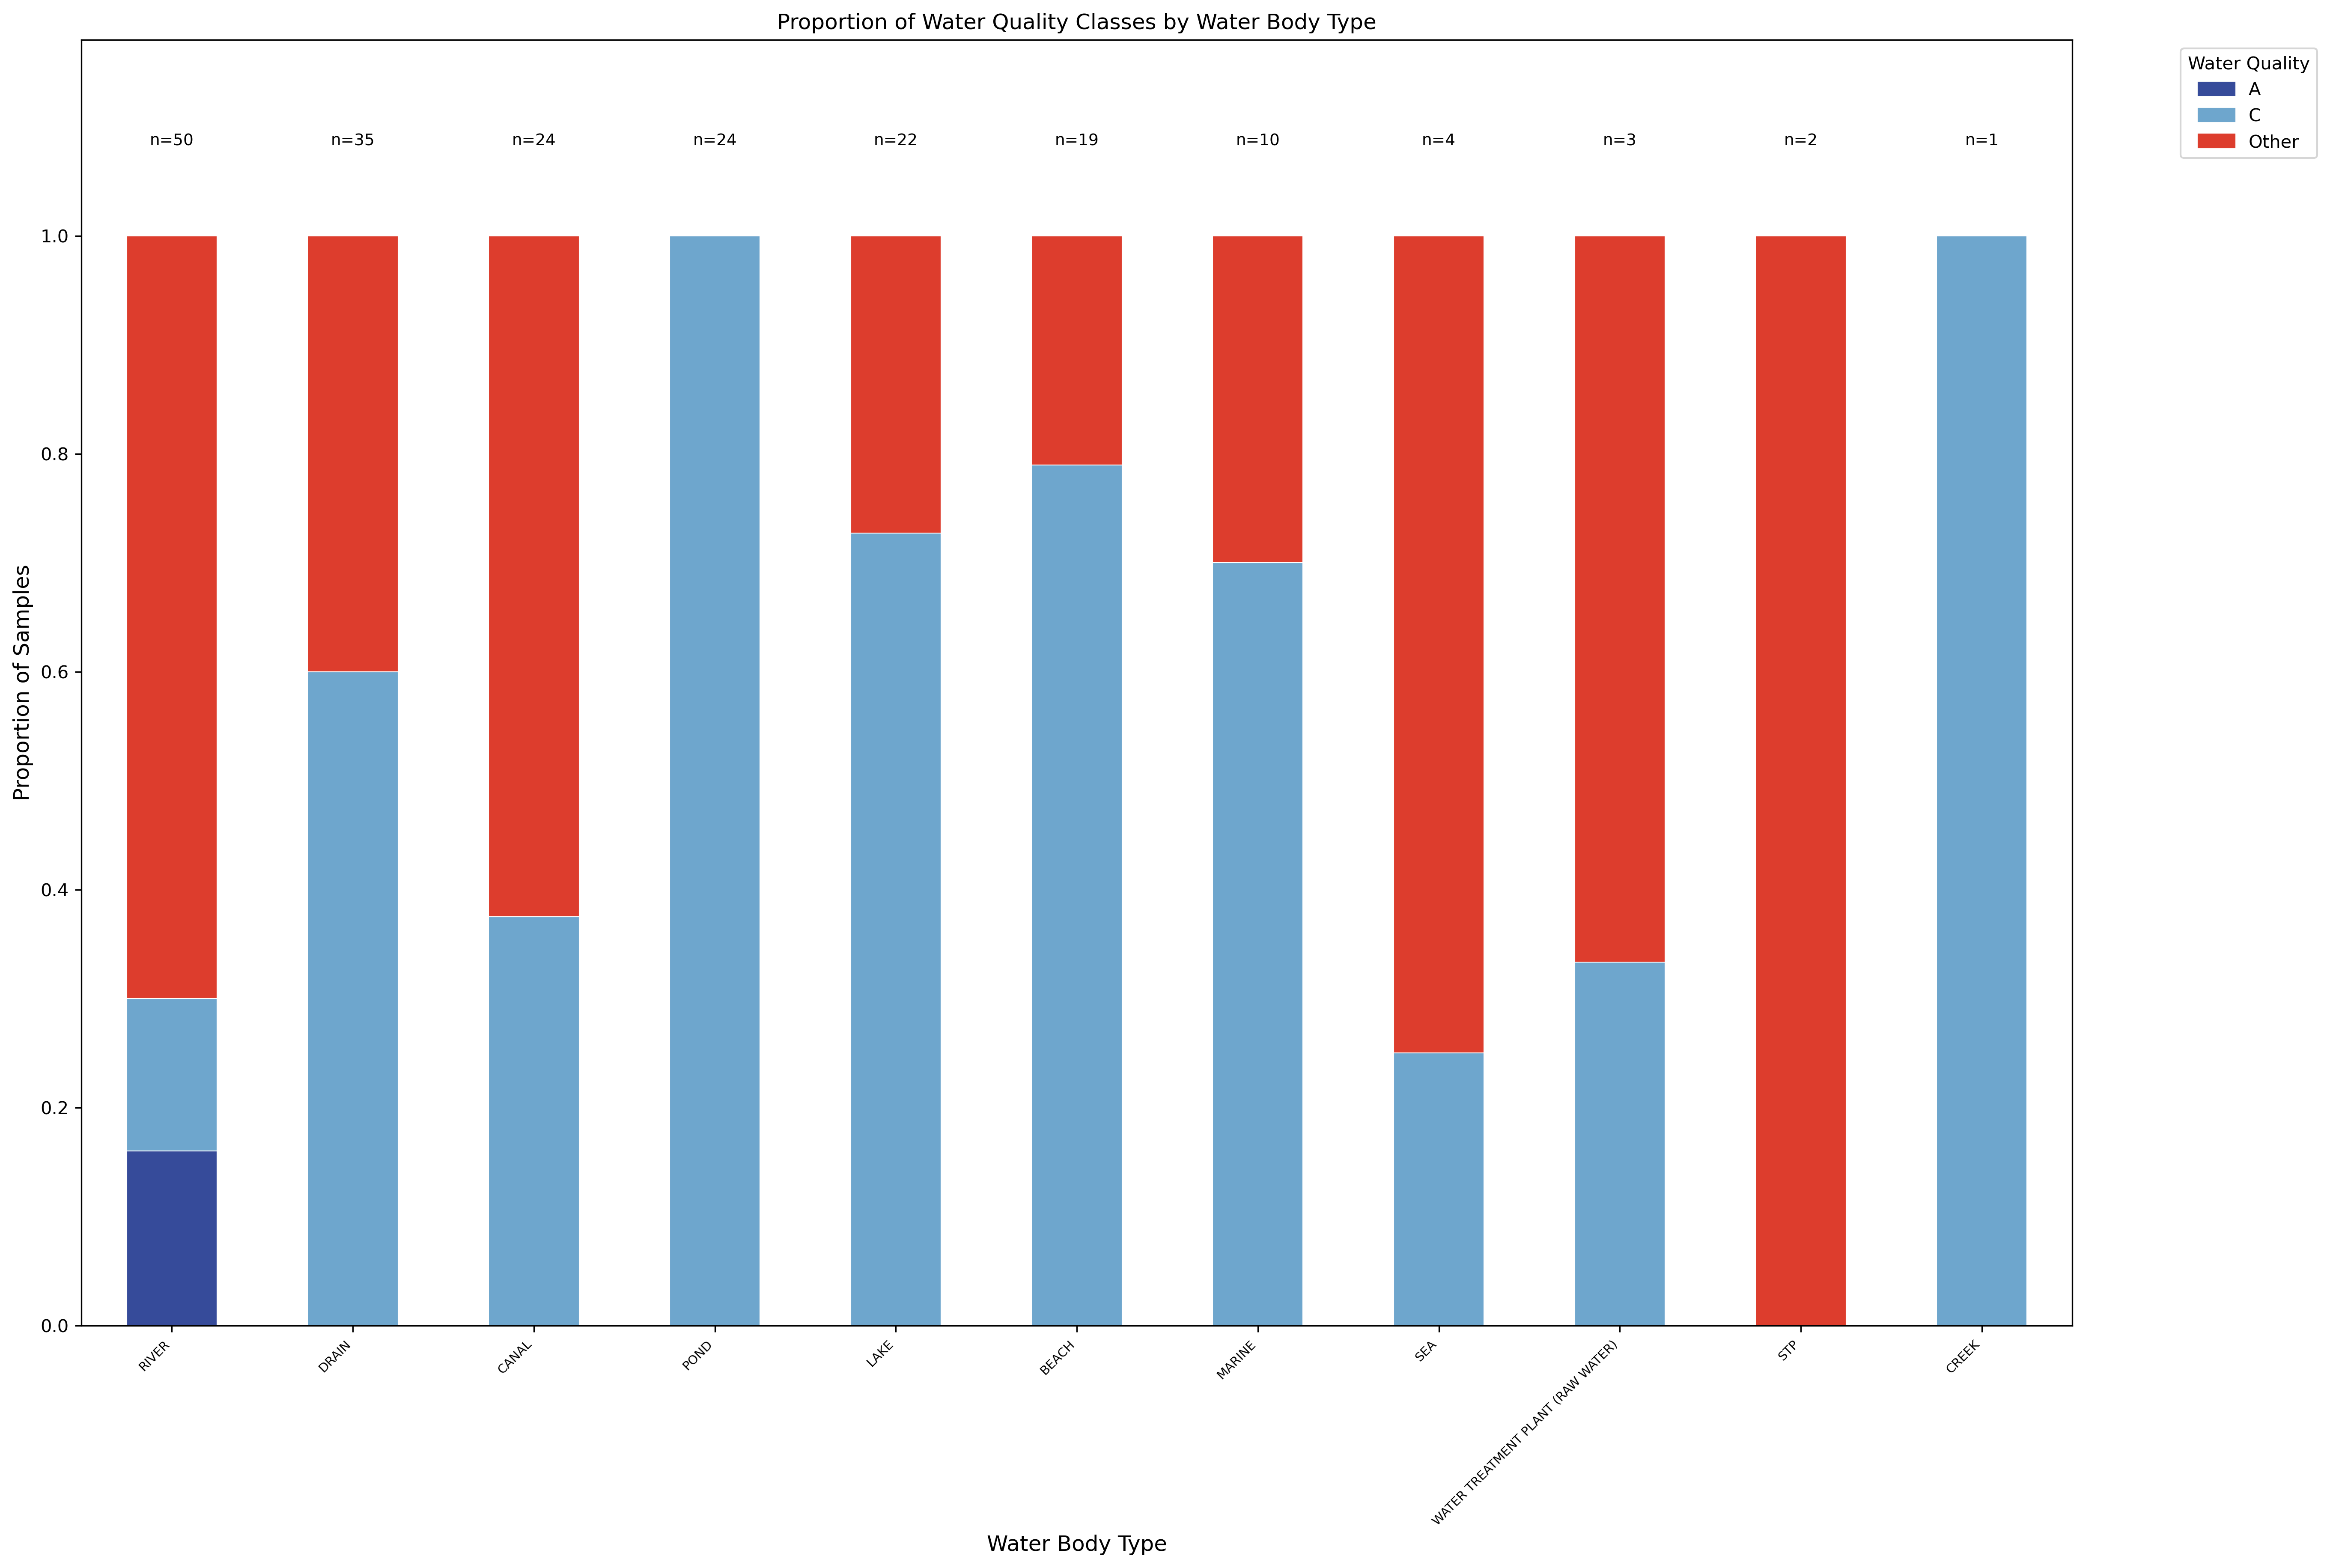 Proportion of Water Quality Classes by Water Body Type
Water Quality
A
C
Other
n=50
n=35
n=24
n=24
n=22
n=19
n=10
n=4
n=3
n=2
n=1
Proportion of Samples
1.0
0.8
0.6
0.4
0.2
0.0
RIVER
DRAIN
CANAL
POND
LAKE
BEACH
MARINE
SEA
WATER TREATMENT PLANT (RAW WATER)
STP
CREEK
Water Body Type